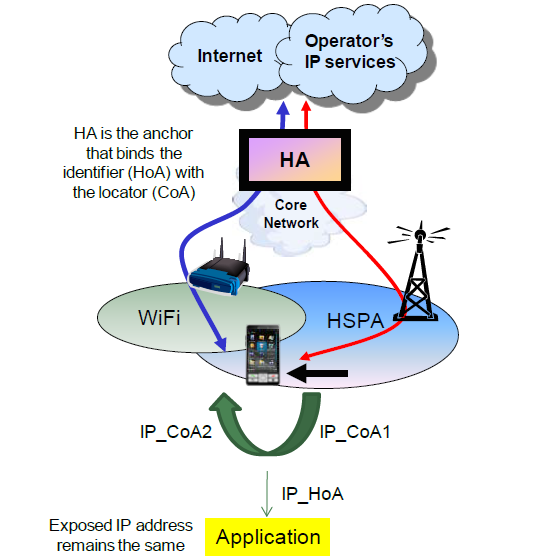 Internet
Operator's
IP services
HA is the anchor
that binds the
identifier (HoA) with
the locator (CoA)
HA
Core
Network
WiFi
HSPA
IP_CoA2
IP_CoA1
IP_HoA
Exposed IP address
remains the same
Application